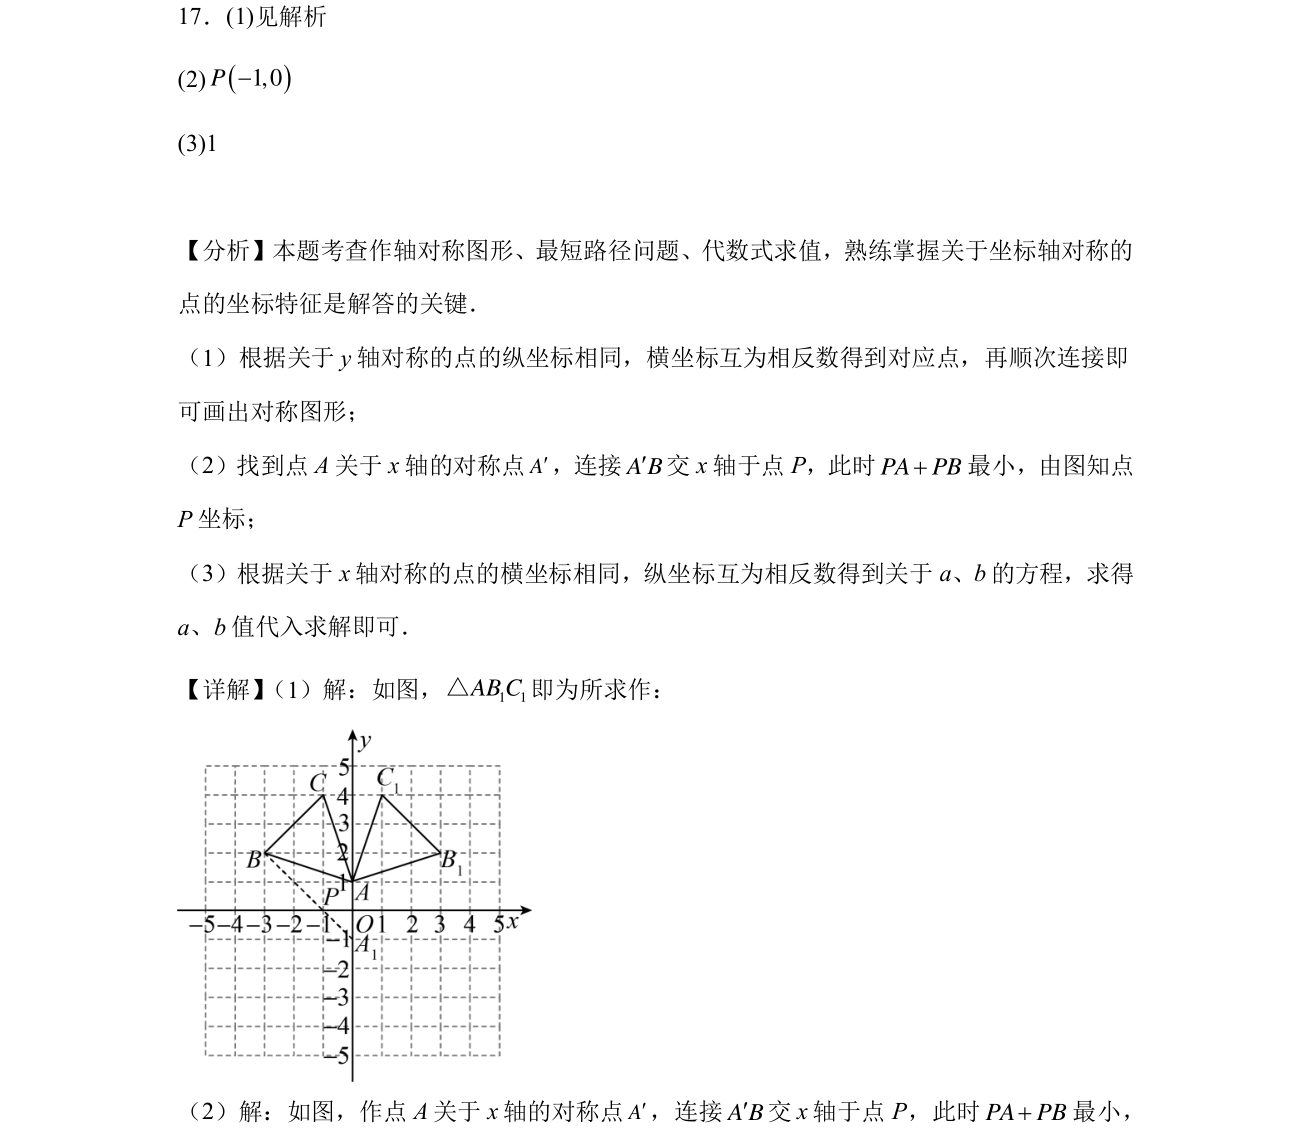 17．(1)见解析
(2) P(−1,0)
(3)1
【分析】本题考查作轴对称图形、最短路径问题、代数式求值，熟练掌握关于坐标轴对称的
点的坐标特征是解答的关键．
（1）根据关于 y 轴对称的点的纵坐标相同，横坐标互为相反数得到对应点，再顺次连接即
可画出对称图形；
（2）找到点 A 关于 x 轴的对称点 A′，连接 A′B 交 x 轴于点 P，此时 PA+PB 最小，由图知点
P 坐标；
（3）根据关于 x 轴对称的点的横坐标相同，纵坐标互为相反数得到关于 a、b 的方程，求得
a、b 值代入求解即可．
【详解】（1）解：如图，△AB₁C₁ 即为所求作：
y
5
C C₁
4
3
2
B B₁
1
P A
−5 −4 −3 −2 −1 O 1 2 3 4 5 x
−1 A₁
−2
−3
−4
−5
（2）解：如图，作点 A 关于 x 轴的对称点 A′，连接 A′B 交 x 轴于点 P，此时 PA+PB 最小，